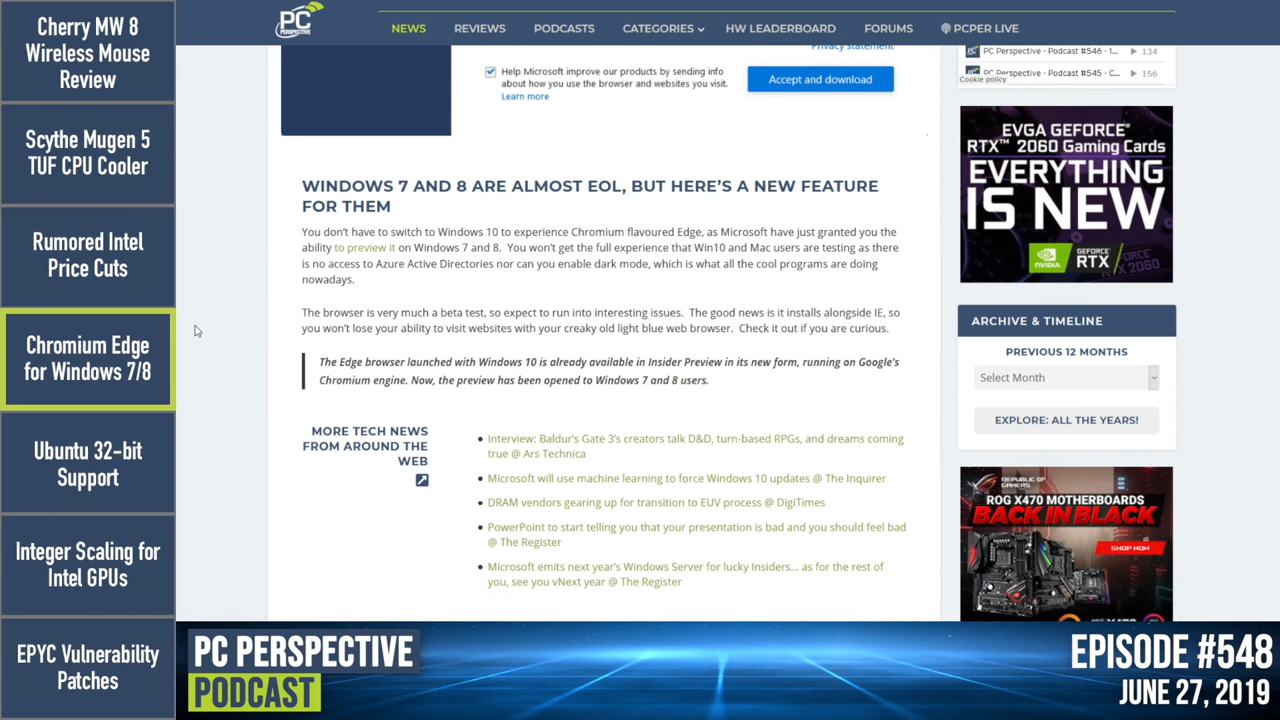 Cherry MW 8
Wireless Mouse
Review
Scythe Mugen 5
TUF CPU Cooler
Rumored Intel
Price Cuts
Chromium Edge
for Windows 7/8
Ubuntu 32-bit
Support
Integer Scaling for
Intel GPUs
EPYC Vulnerability
Patches
PC
PERSPECTIVE
NEWS
REVIEWS
PODCASTS
CATEGORIES
HW LEADERBOARD
FORUMS
PCPER LIVE
Privacy statement
Help Microsoft improve our products by sending info
about how you use the browser and websites you visit.
Learn more
Accept and download
WINDOWS 7 AND 8 ARE ALMOST EOL, BUT HERE'S A NEW FEATURE
FOR THEM
You don't have to switch to Windows 10 to experience Chromium flavoured Edge, as Microsoft have just granted you the
ability to preview it on Windows 7 and 8.  You won't get the full experience that Win10 and Mac users are testing as there
is no access to Azure Active Directories nor can you enable dark mode, which is what all the cool programs are doing
nowadays.
The browser is very much a beta test, so expect to run into interesting issues.  The good news is it installs alongside IE, so
you won't lose your ability to visit websites with your creaky old light blue web browser.  Check it out if you are curious.
The Edge browser launched with Windows 10 is already available in Insider Preview in its new form, running on Google's
Chromium engine. Now, the preview has been opened to Windows 7 and 8 users.
MORE TECH NEWS
FROM AROUND THE
WEB
Interview: Baldur's Gate 3's creators talk D&D, turn-based RPGs, and dreams coming
true @ Ars Technica
Microsoft will use machine learning to force Windows 10 updates @ The Inquirer
DRAM vendors gearing up for transition to EUV process @ DigiTimes
PowerPoint to start telling you that your presentation is bad and you should feel bad
@ The Register
Microsoft emits next year's Windows Server for lucky Insiders... as for the rest of
you, see you vNext year @ The Register
PC Perspective - Podcast #546 - 1... 134
PC Perspective - Podcast #545 - C... 156
Cookie policy
EVGA GEFORCE®
RTX™ 2060 Gaming Cards
EVERYTHING
IS NEW
NVIDIA
GEFORCE
RTX
RTX 2060
ARCHIVE & TIMELINE
PREVIOUS 12 MONTHS
Select Month
EXPLORE: ALL THE YEARS!
REPUBLIC OF
GAMERS
ROG X470 MOTHERBOARDS
BACK IN BLACK
SHOP NOW
PC PERSPECTIVE
PODCAST
EPISODE #548
JUNE 27, 2019